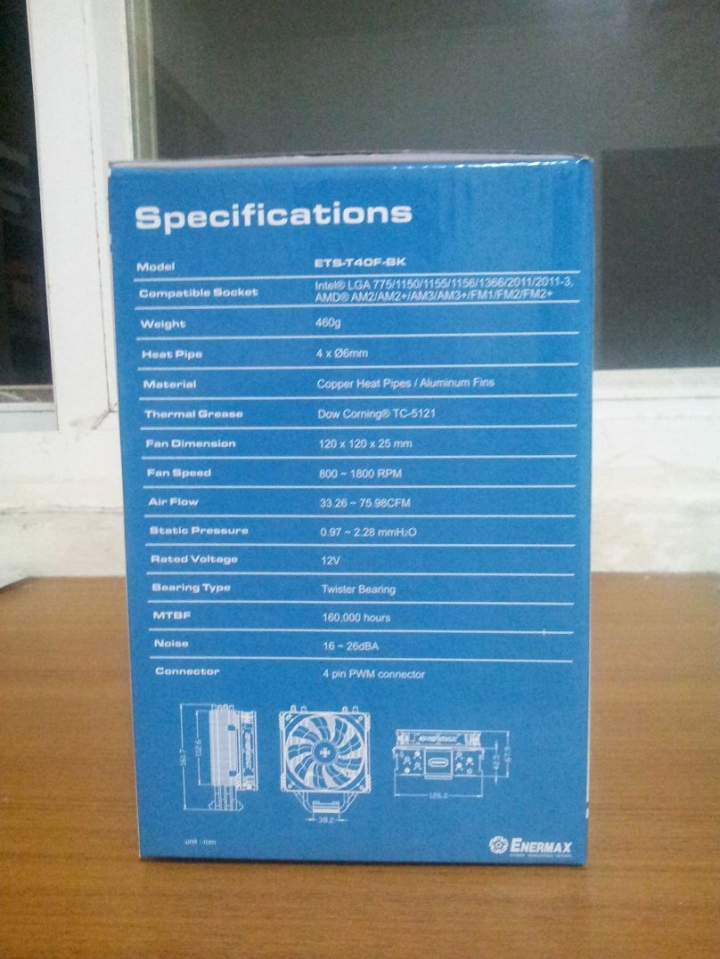 Specifications
Model ETS-T40F-BK
Compatible Socket Intel® LGA 775/1150/1155/1156/1366/2011/2011-3,
AMD® AM2/AM2+/AM3/AM3+/FM1/FM2/FM2+
Weight 460g
Heat Pipe 4 x Ø6mm
Material Copper Heat Pipes / Aluminum Fins
Thermal Grease Dow Corning® TC-5121
Fan Dimension 120 x 120 x 25 mm
Fan Speed 800 ~ 1800 RPM
Air Flow 33.26 ~ 75.98CFM
Static Pressure 0.97 ~ 2.28 mmH₂O
Rated Voltage 12V
Bearing Type Twister Bearing
MTBF 160,000 hours
Noise 16 ~ 26dBA
Connector 4 pin PWM connector
112.6
38.2
unit : mm
ENERMAX